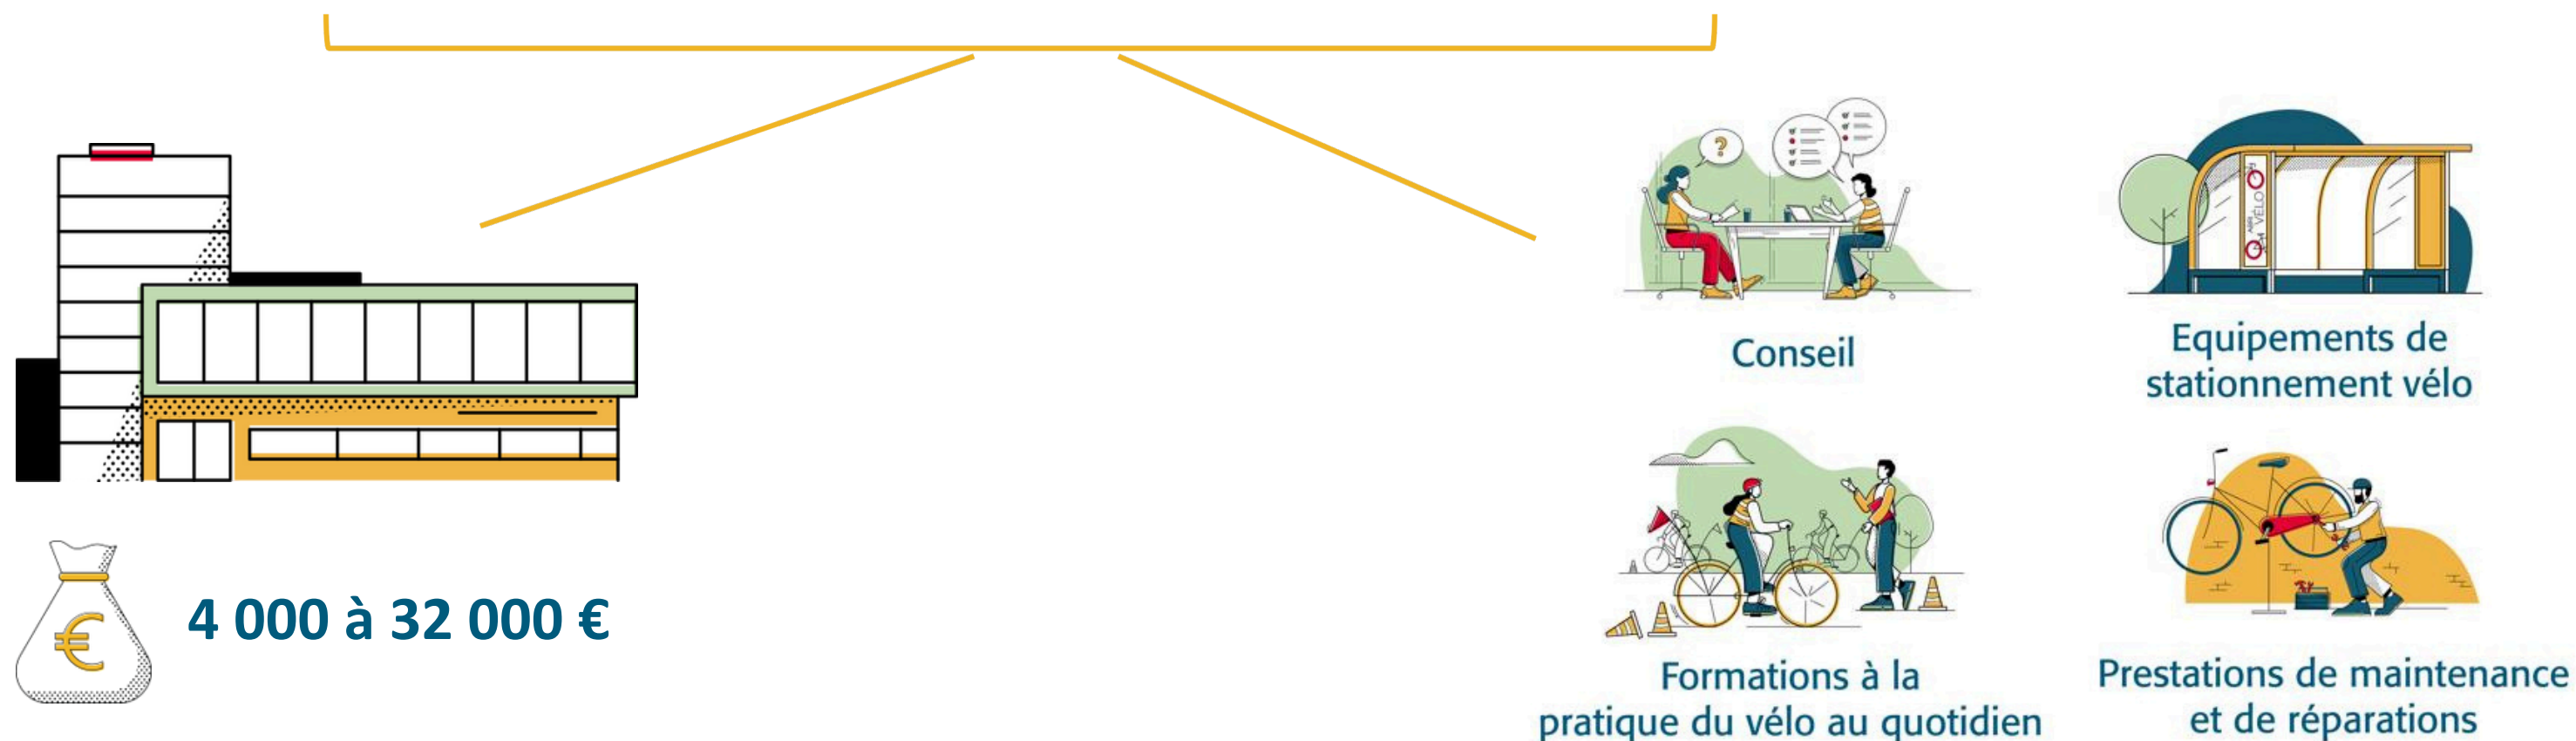 Conseil
Equipements de
stationnement vélo
4 000 à 32 000 €
Formations à la
pratique du vélo au quotidien
Prestations de maintenance
et de réparations
?
€
VÉLO